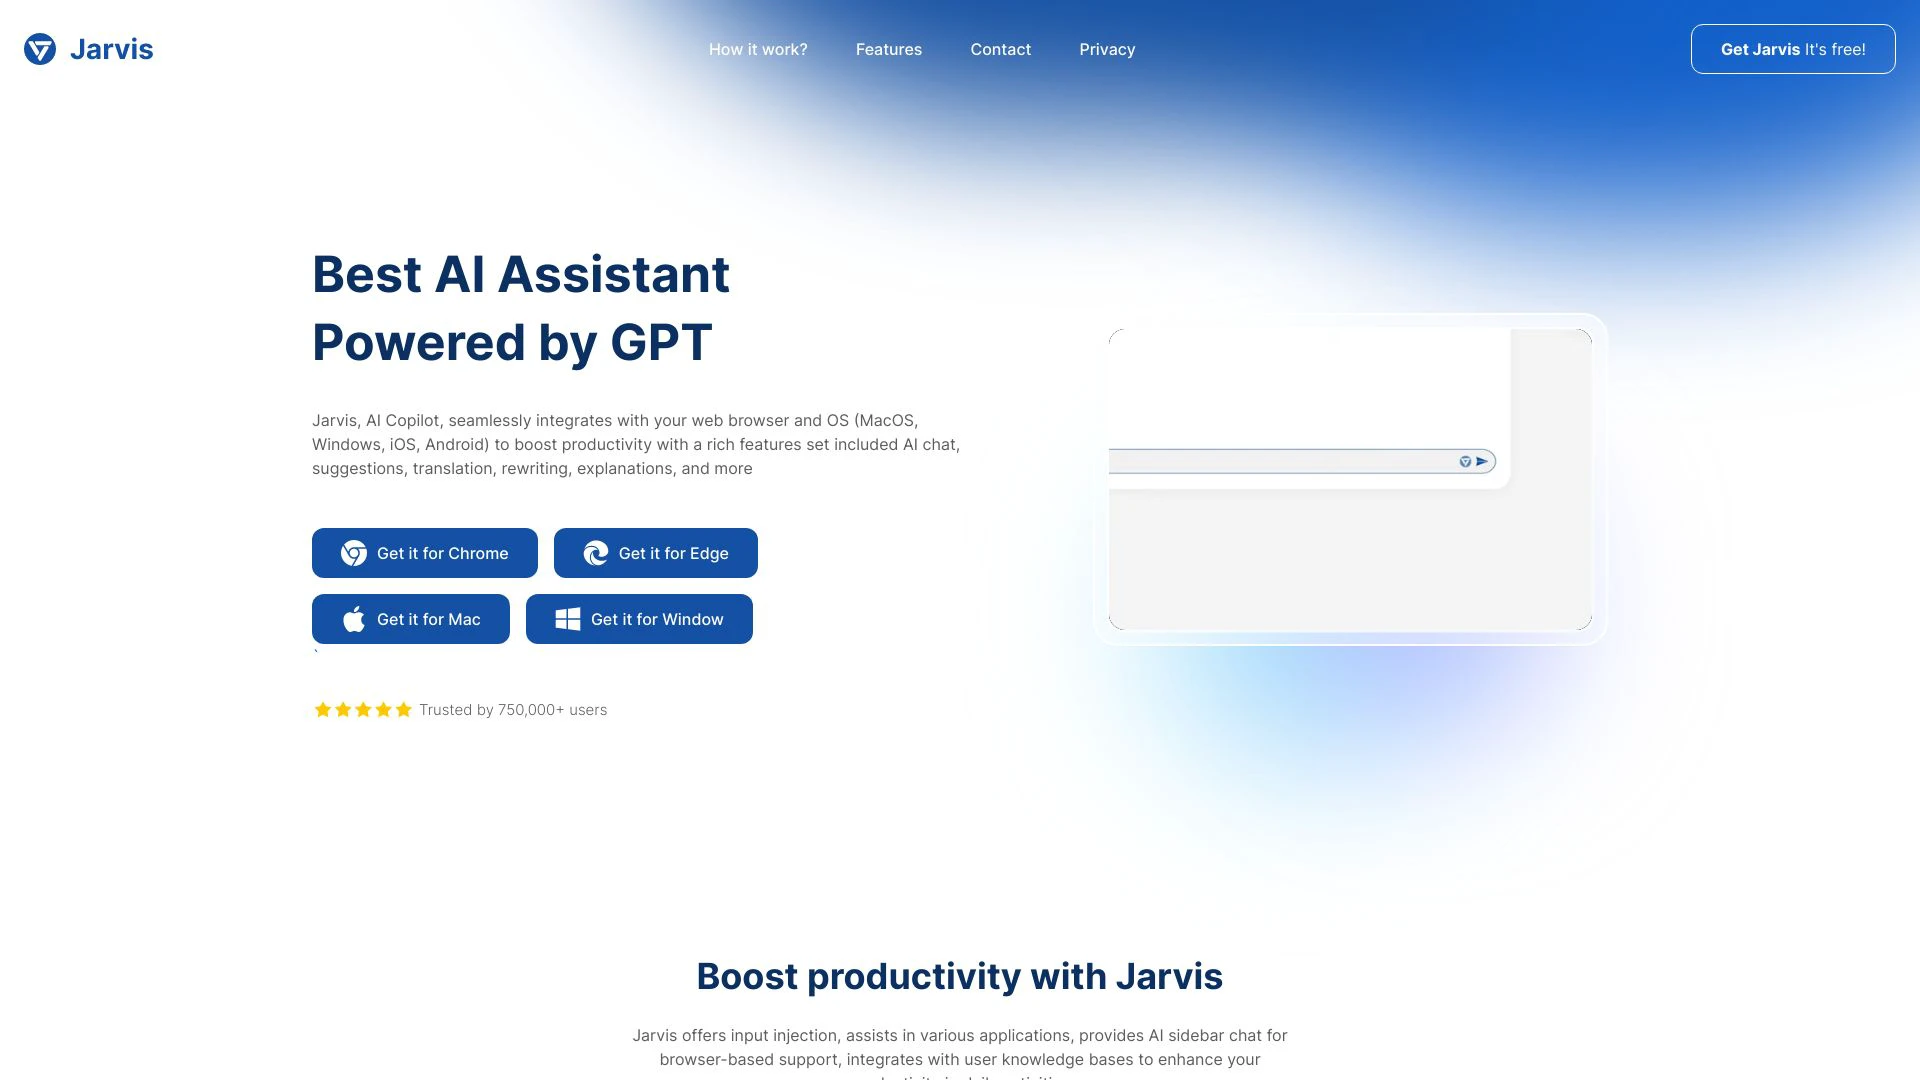 Jarvis
How it work?
Features
Contact
Privacy
Get Jarvis It's free!
Best AI Assistant
Powered by GPT
Jarvis, AI Copilot, seamlessly integrates with your web browser and OS (MacOS,
Windows, iOS, Android) to boost productivity with a rich features set included AI chat,
suggestions, translation, rewriting, explanations, and more
Get it for Chrome
Get it for Edge
Get it for Mac
Get it for Window
`
Trusted by 750,000+ users
Boost productivity with Jarvis
Jarvis offers input injection, assists in various applications, provides AI sidebar chat for
browser-based support, integrates with user knowledge bases to enhance your